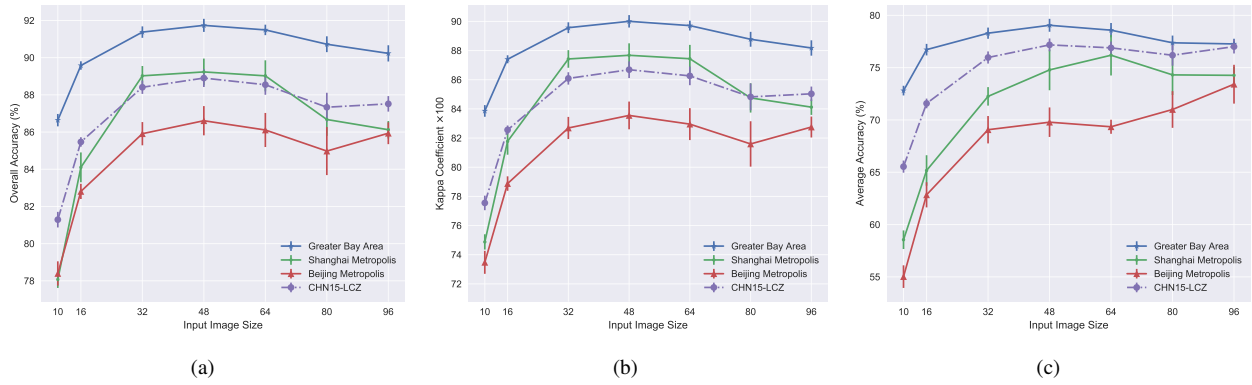 92
90
88
86
84
82
80
78
Overall Accuracy (%)
10 16 32 48 64 80 96
Input Image Size
Greater Bay Area
Shanghai Metropolis
Beijing Metropolis
CHN15-LCZ
(a)
90
88
86
84
82
80
78
76
74
72
Kappa Coefficient ×100
10 16 32 48 64 80 96
Input Image Size
Greater Bay Area
Shanghai Metropolis
Beijing Metropolis
CHN15-LCZ
(b)
80
75
70
65
60
55
Average Accuracy (%)
10 16 32 48 64 80 96
Input Image Size
Greater Bay Area
Shanghai Metropolis
Beijing Metropolis
CHN15-LCZ
(c)